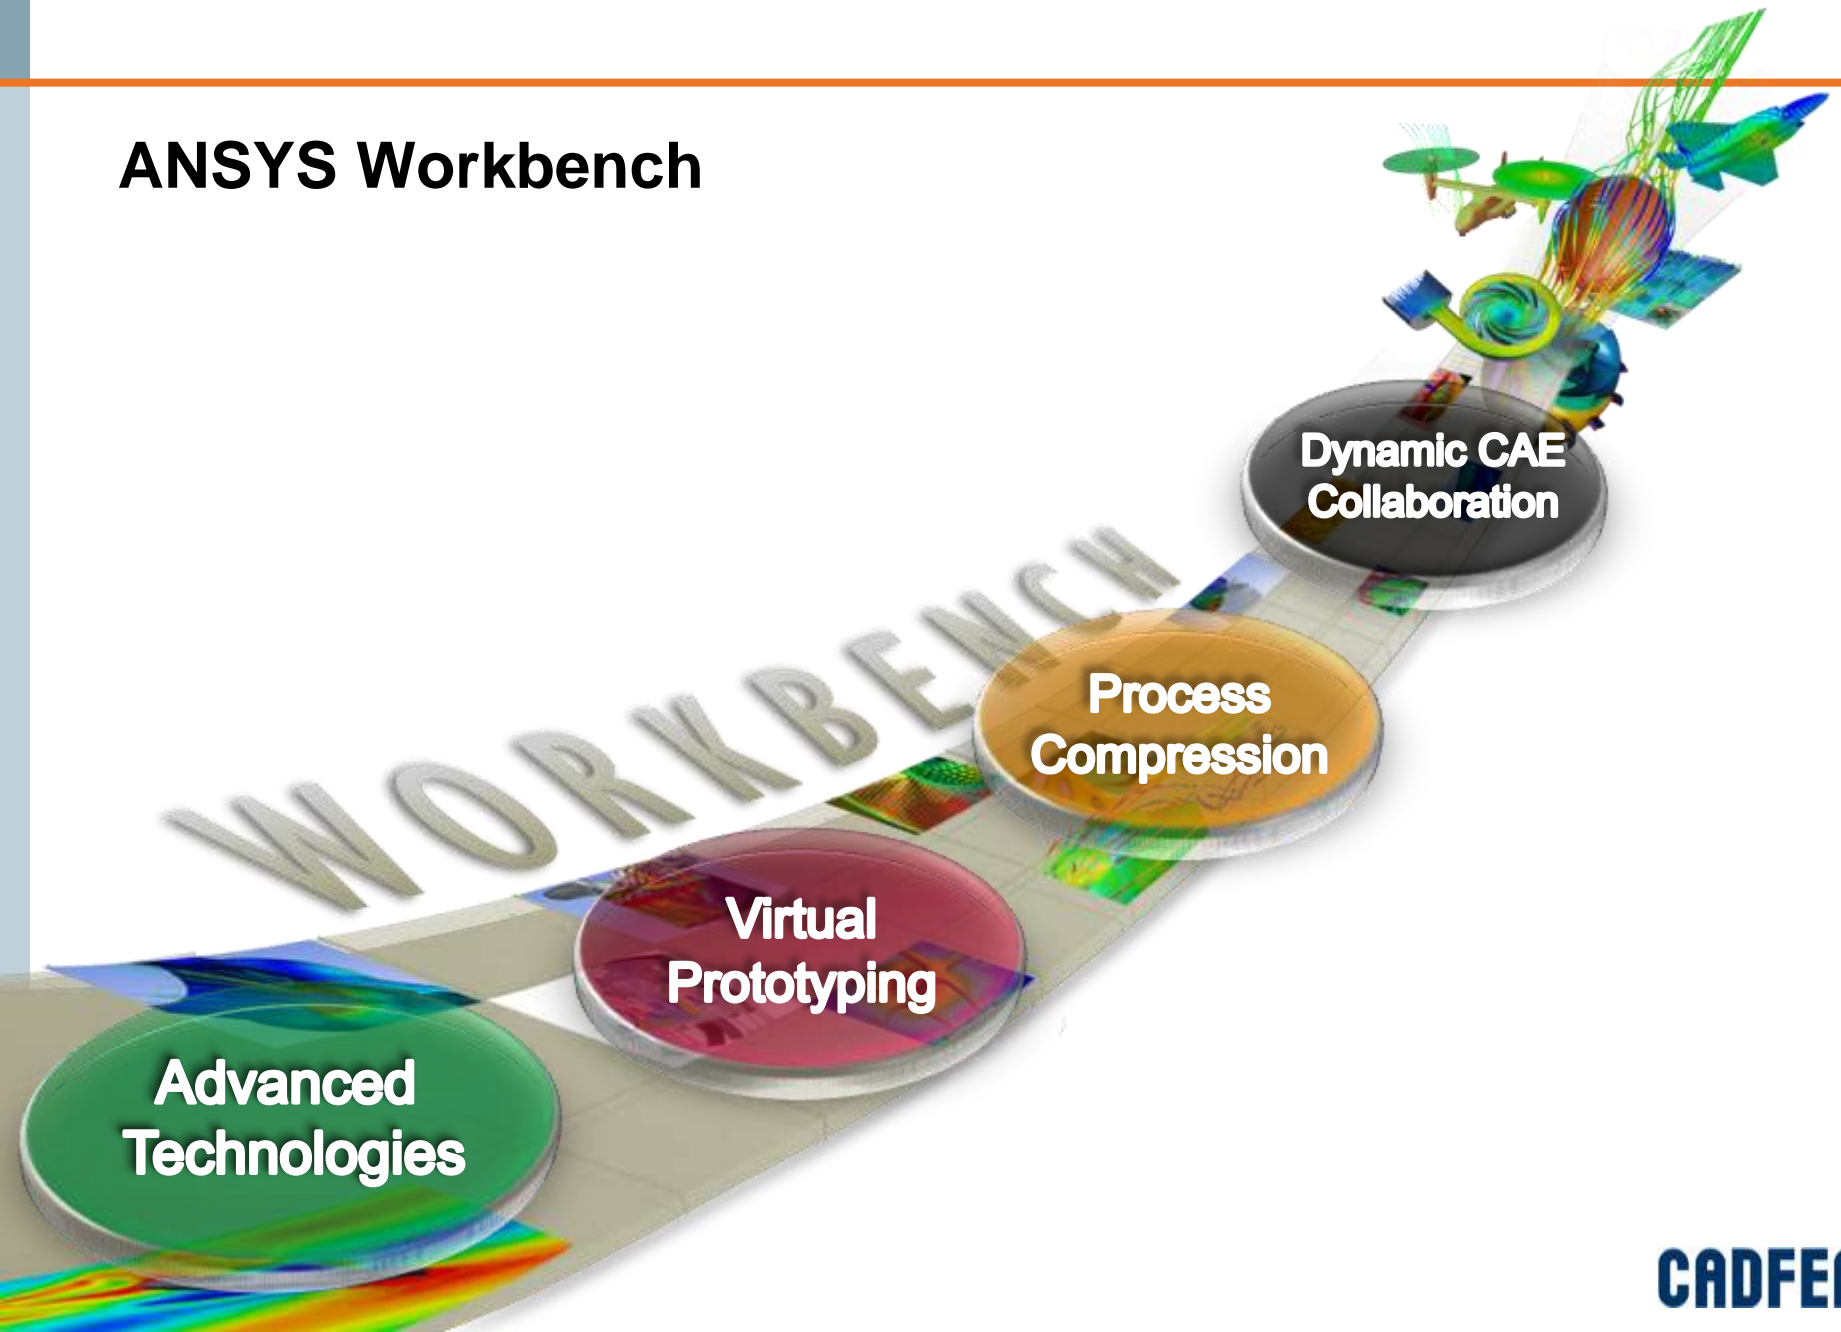 ANSYS Workbench
Dynamic CAE
Collaboration
WORKBENCH
Process
Compression
Virtual
Prototyping
Advanced
Technologies